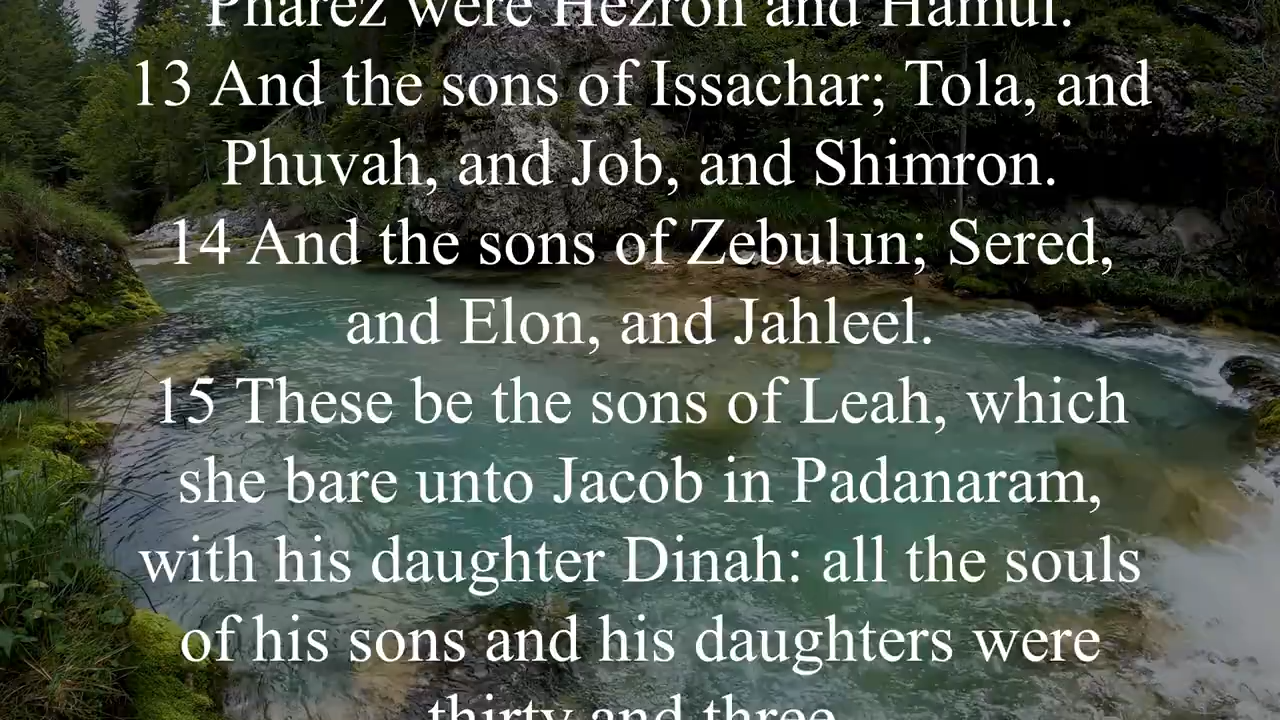 Pharez were Hezron and Hamul.
13 And the sons of Issachar; Tola, and
Phuvah, and Job, and Shimron.
14 And the sons of Zebulun; Sered,
and Elon, and Jahleel.
15 These be the sons of Leah, which
she bare unto Jacob in Padanaram,
with his daughter Dinah: all the souls
of his sons and his daughters were
thirty and three